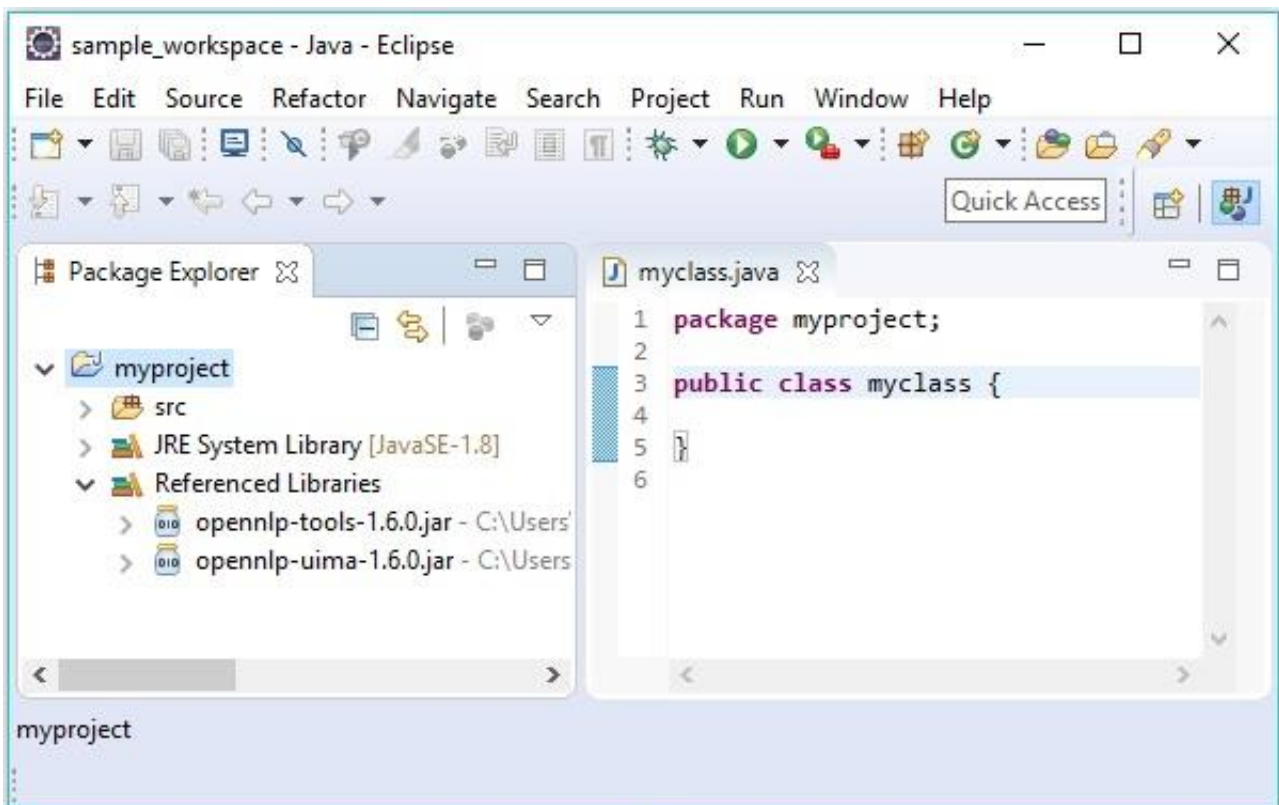 sample_workspace - Java - Eclipse
File Edit Source Refactor Navigate Search Project Run Window Help
Quick Access
Package Explorer
myproject
src
JRE System Library [JavaSE-1.8]
Referenced Libraries
opennlp-tools-1.6.0.jar - C:\Users
opennlp-uima-1.6.0.jar - C:\Users
myclass.java
1 package myproject;
2
3 public class myclass {
4
5 }
6
myproject